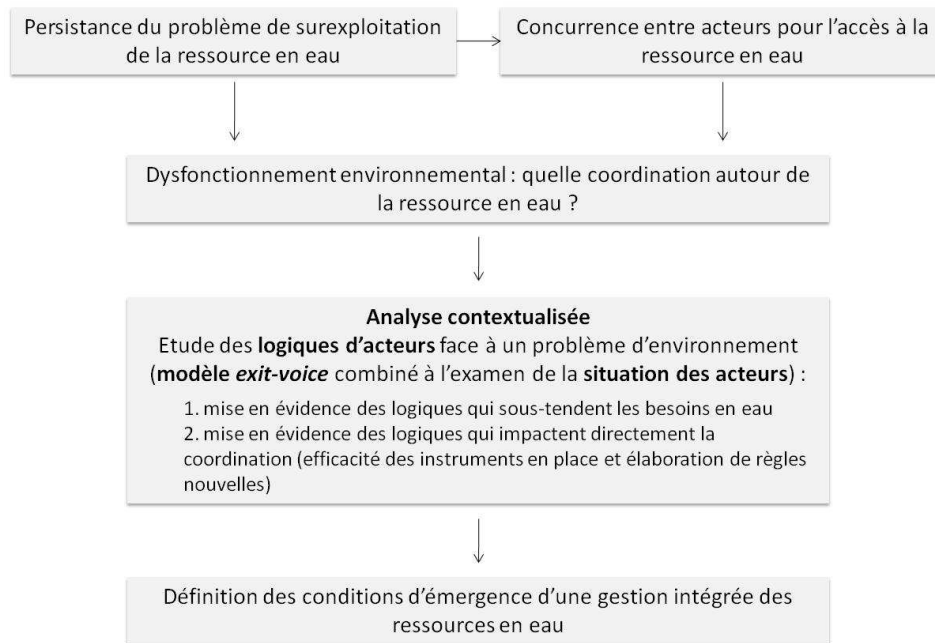 Persistance du problème de surexploitation
de la ressource en eau
Concurrence entre acteurs pour l'accès à la
ressource en eau
Dysfonctionnement environnemental : quelle coordination autour de
la ressource en eau ?
Analyse contextualisée
Etude des logiques d'acteurs face à un problème d'environnement
(modèle exit-voice combiné à l'examen de la situation des acteurs) :
1. mise en évidence des logiques qui sous-tendent les besoins en eau
2. mise en évidence des logiques qui impactent directement la
coordination (efficacité des instruments en place et élaboration de règles
nouvelles)
Définition des conditions d'émergence d'une gestion intégrée des
ressources en eau